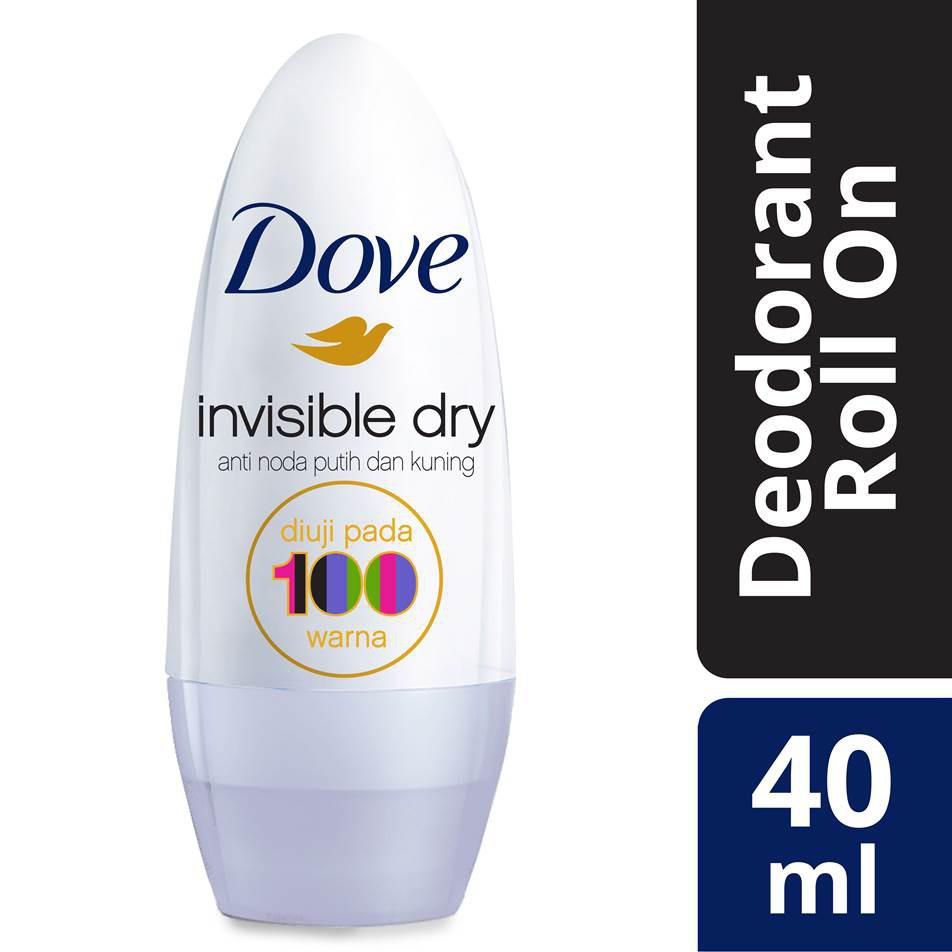 Dove
invisible dry
anti noda putih dan kuning
diuji pada
100
warna
Deodorant
Roll On
40
ml